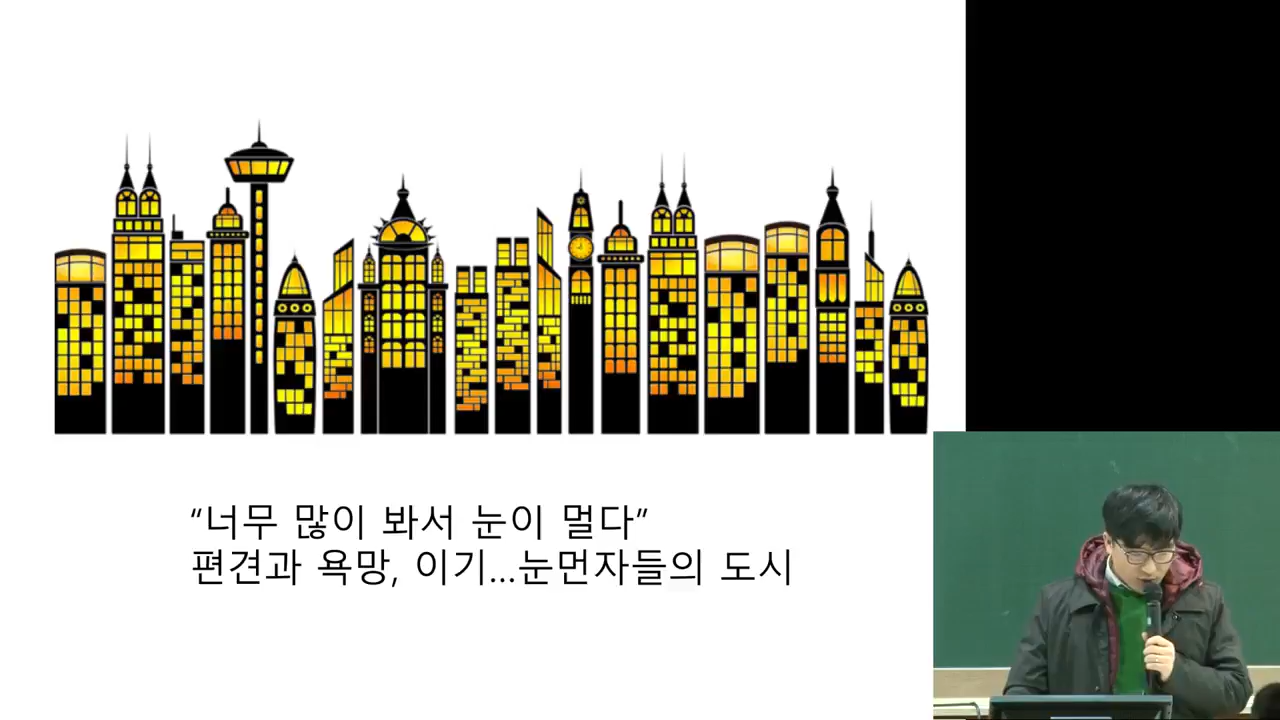 “너무 많이 봐서 눈이 멀다”
편견과 욕망, 이기...눈먼자들의 도시